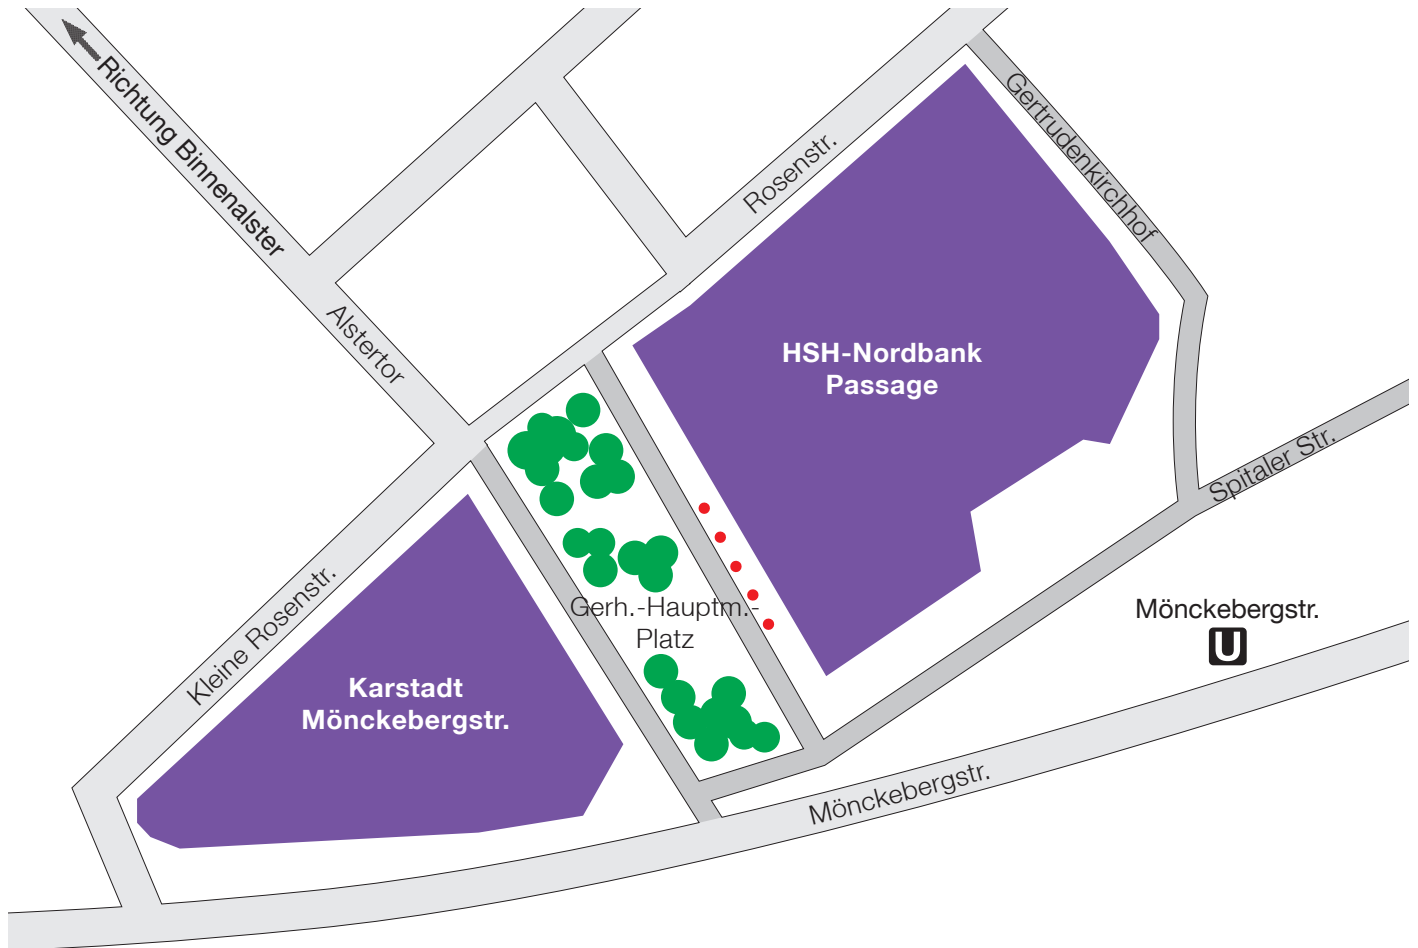 Richtung Binnenalster
Gertrudenkirchhof
Rosenstr.
Alstertor
HSH-Nordbank
Passage
Spitaler Str.
Kleine Rosenstr.
Gerh.-Hauptm.-
Platz
Mönckebergstr.
U
Karstadt
Mönckebergstr.
Mönckebergstr.